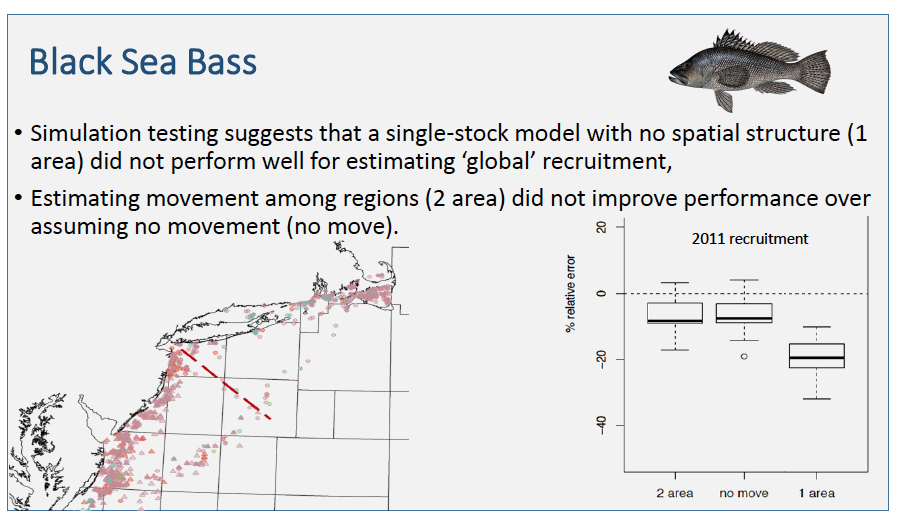 Black Sea Bass
• Simulation testing suggests that a single-stock model with no spatial structure (1
area) did not perform well for estimating ‘global’ recruitment,
• Estimating movement among regions (2 area) did not improve performance over
assuming no movement (no move).
2011 recruitment
% relative error
20
0
−20
−40
2 area no move 1 area